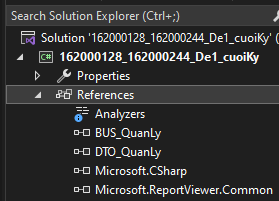 Search Solution Explorer (Ctrl+;)
Solution '162000128_162000244_De1_cuoiKy' (
C# 162000128_162000244_De1_cuoiKy
Properties
References
Analyzers
BUS_QuanLy
DTO_QuanLy
Microsoft.CSharp
Microsoft.ReportViewer.Common